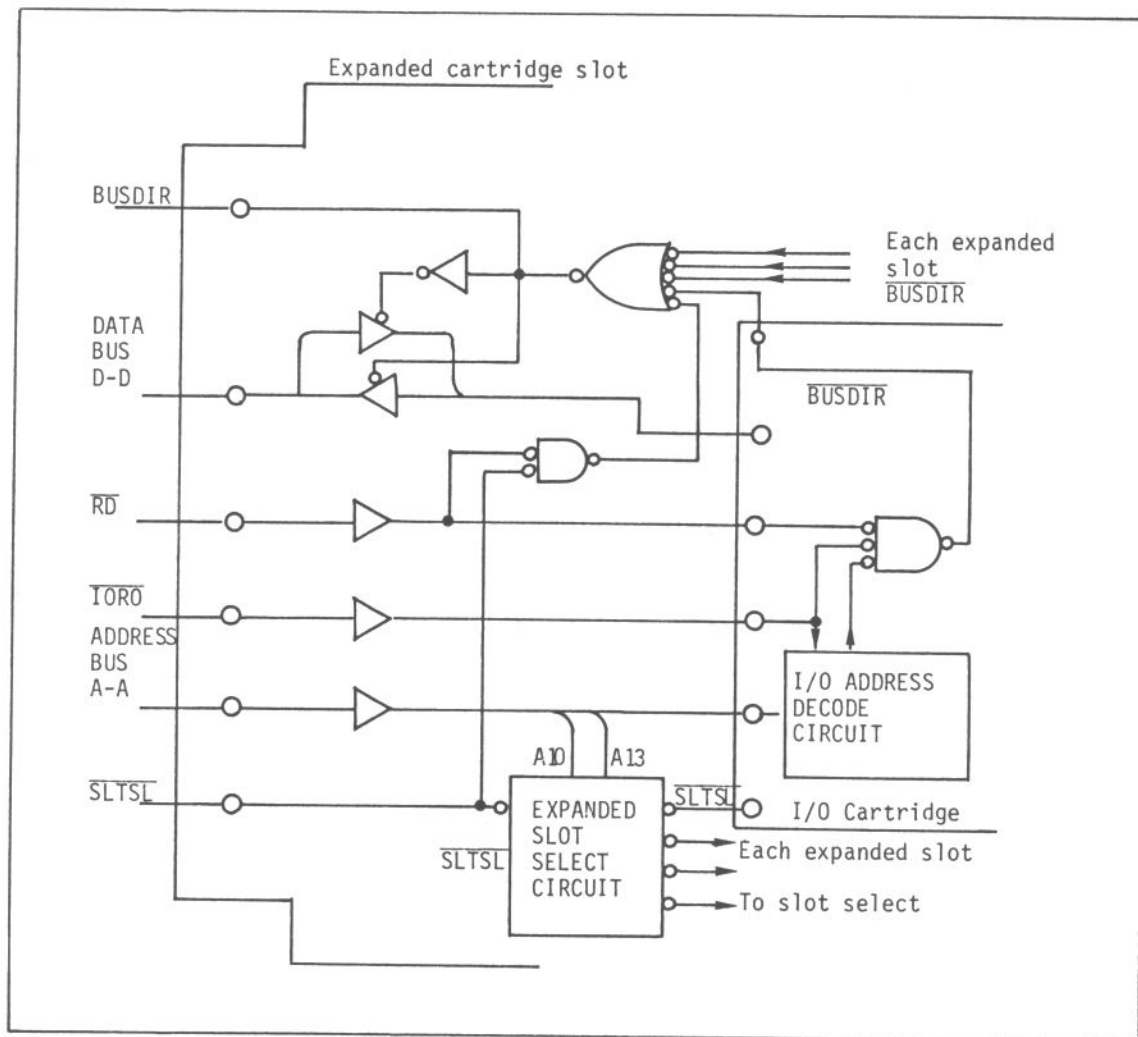 Expanded cartridge slot
BUSDIR
Each expanded
slot
BUSDIR
DATA
BUS
D-D
BUSDIR
RD
IORO
ADDRESS
BUS
A-A
I/O ADDRESS
DECODE
CIRCUIT
A10 A13
SLTSL
EXPANDED
SLOT
SELECT
CIRCUIT
SLTSL
SLTSL
I/O Cartridge
Each expanded slot
To slot select